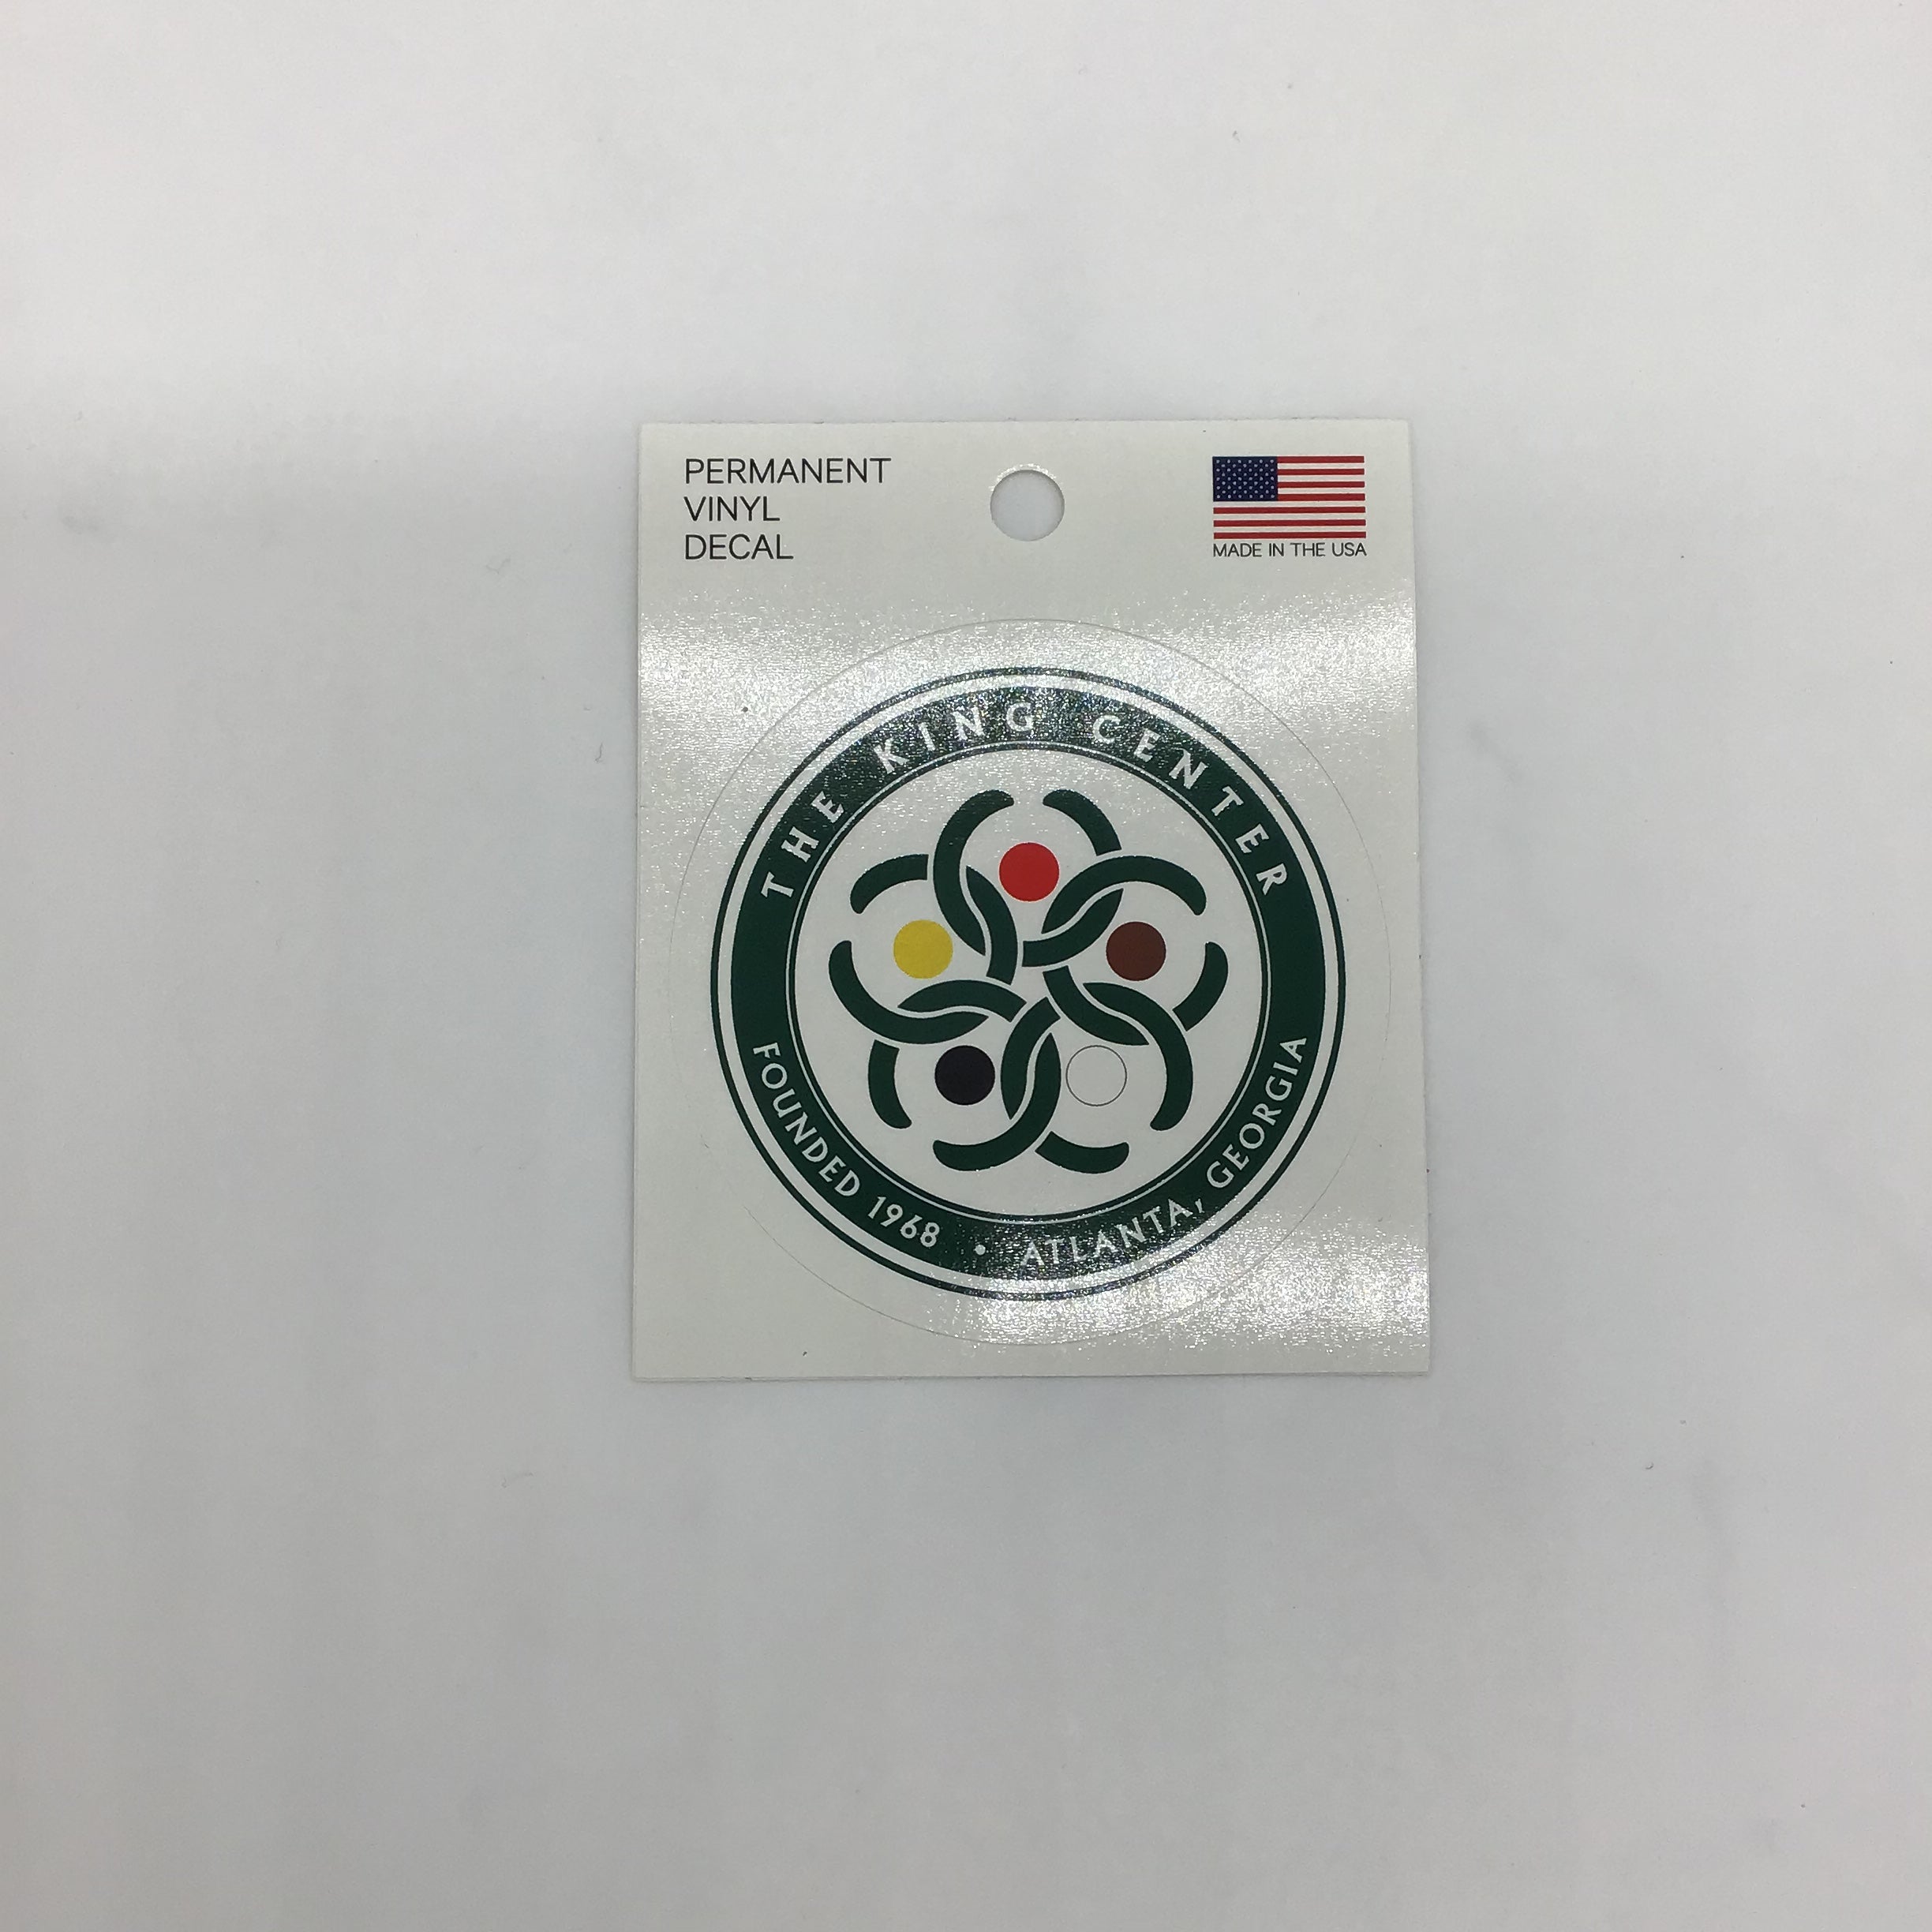 PERMANENT
VINYL
DECAL
MADE IN THE USA
THE KING CENTER
FOUNDED 1968 • ATLANTA, GEORGIA